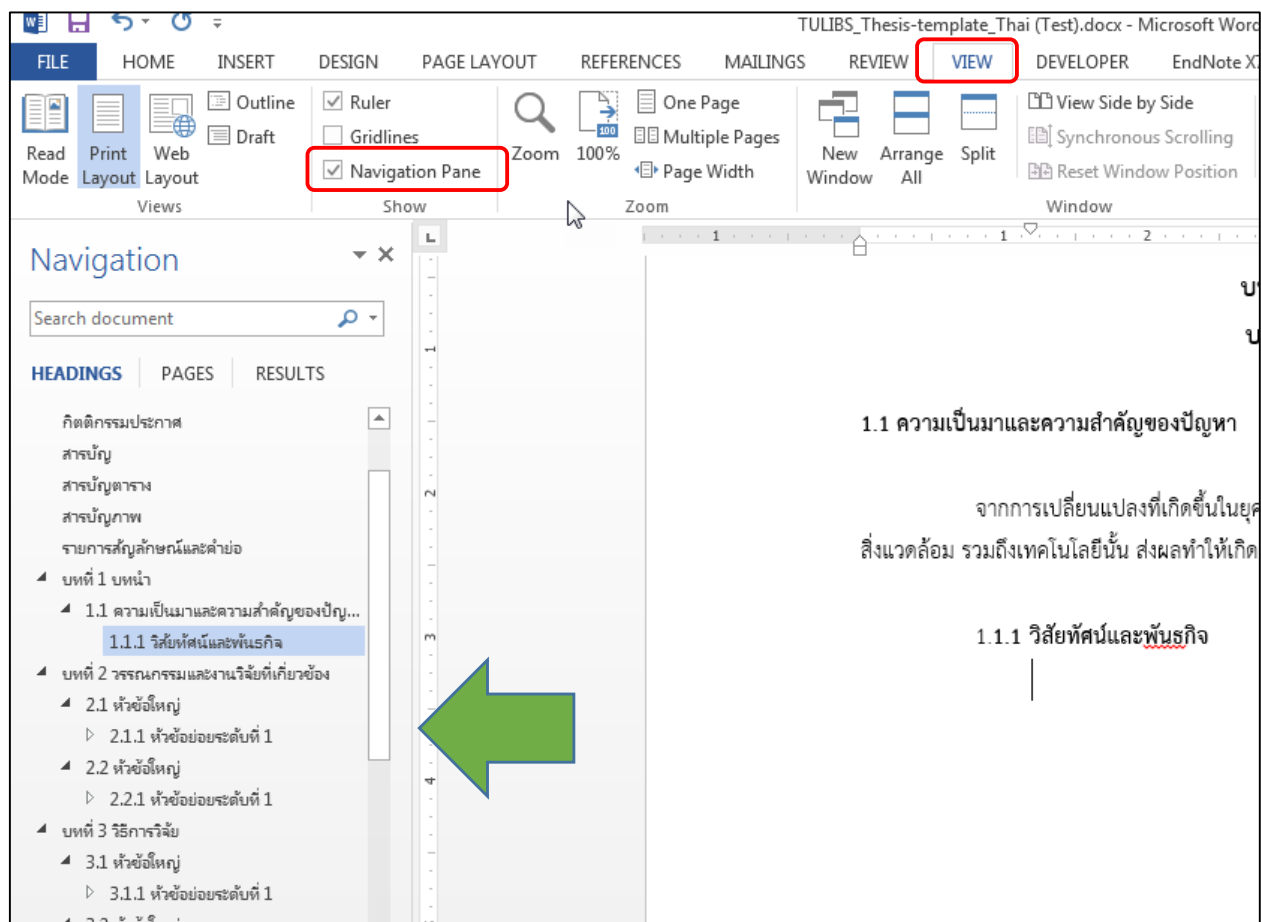 TULIBS_Thesis-template_Thai (Test).docx - Microsoft Word
FILE HOME INSERT DESIGN PAGE LAYOUT REFERENCES MAILINGS REVIEW VIEW DEVELOPER EndNote X
Read Mode
Print Layout
Web Layout
Outline
Draft
Views
Ruler
Gridlines
Navigation Pane
Show
Zoom
100
100%
One Page
Multiple Pages
Page Width
Zoom
New Window
Arrange All
Split
View Side by Side
Synchronous Scrolling
Reset Window Position
Window
Navigation
Search document
HEADINGS PAGES RESULTS
กิตติกรรมประกาศ
สารบัญ
สารบัญตาราง
สารบัญภาพ
รายการสัญลักษณ์และคำย่อ
บทที่ 1 บทนำ
1.1 ความเป็นมาและความสำคัญของปัญ...
1.1.1 วิสัยทัศน์และพันธกิจ
บทที่ 2 วรรณกรรมและงานวิจัยที่เกี่ยวข้อง
2.1 หัวข้อใหญ่
2.1.1 หัวข้อย่อยระดับที่ 1
2.2 หัวข้อใหญ่
2.2.1 หัวข้อย่อยระดับที่ 1
บทที่ 3 วิธีการวิจัย
3.1 หัวข้อใหญ่
3.1.1 หัวข้อย่อยระดับที่ 1
1 1 2
1
2
3
4
1.1 ความเป็นมาและความสำคัญของปัญหา
จากการเปลี่ยนแปลงที่เกิดขึ้นในยุค
สิ่งแวดล้อม รวมถึงเทคโนโลยีนั้น ส่งผลทำให้เกิด
1.1.1 วิสัยทัศน์และพันธกิจ